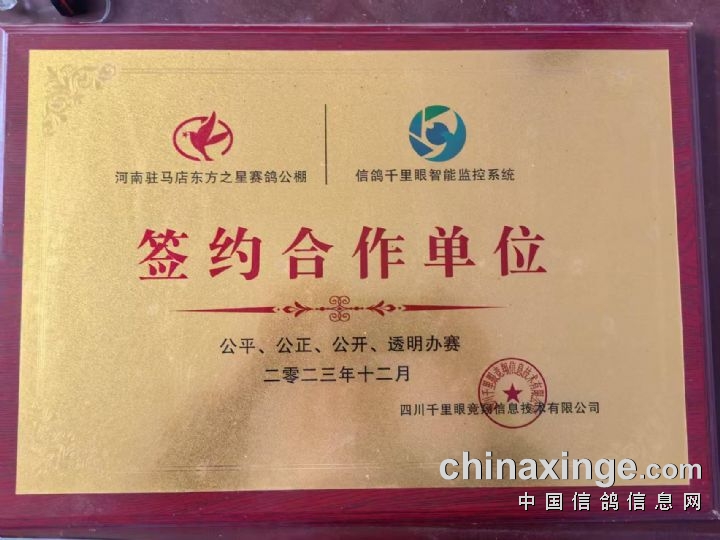 河南驻马店东方之星赛鸽公棚
信鸽千里眼智能监控系统
签约合作单位
公平、公正、公开、透明办赛
二零二三年十二月
四川千里眼竞翔信息技术有限公司
chinaxinge.com
中国信鸽信息网